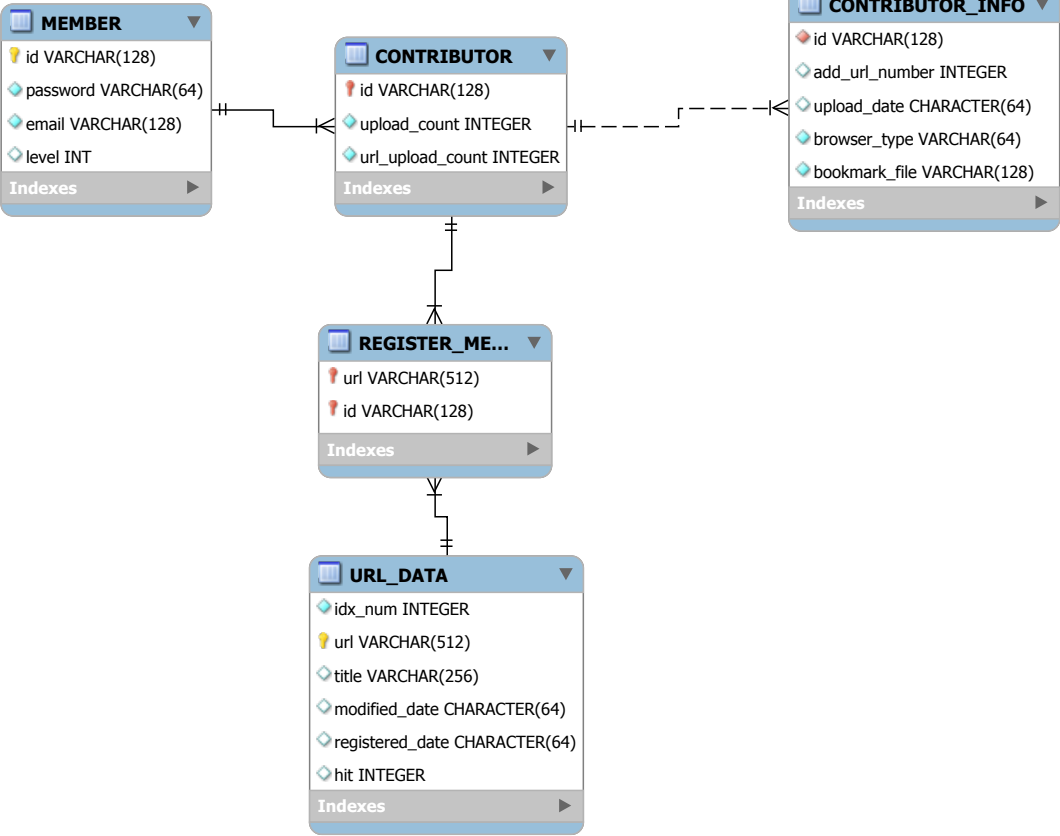 MEMBER
id VARCHAR(128)
password VARCHAR(64)
email VARCHAR(128)
level INT
Indexes
CONTRIBUTOR
id VARCHAR(128)
upload_count INTEGER
url_upload_count INTEGER
Indexes
CONTRIBUTOR_INFO
id VARCHAR(128)
add_url_number INTEGER
upload_date CHARACTER(64)
browser_type VARCHAR(64)
bookmark_file VARCHAR(128)
Indexes
REGISTER_ME...
url VARCHAR(512)
id VARCHAR(128)
Indexes
URL_DATA
idx_num INTEGER
url VARCHAR(512)
title VARCHAR(256)
modified_date CHARACTER(64)
registered_date CHARACTER(64)
hit INTEGER
Indexes